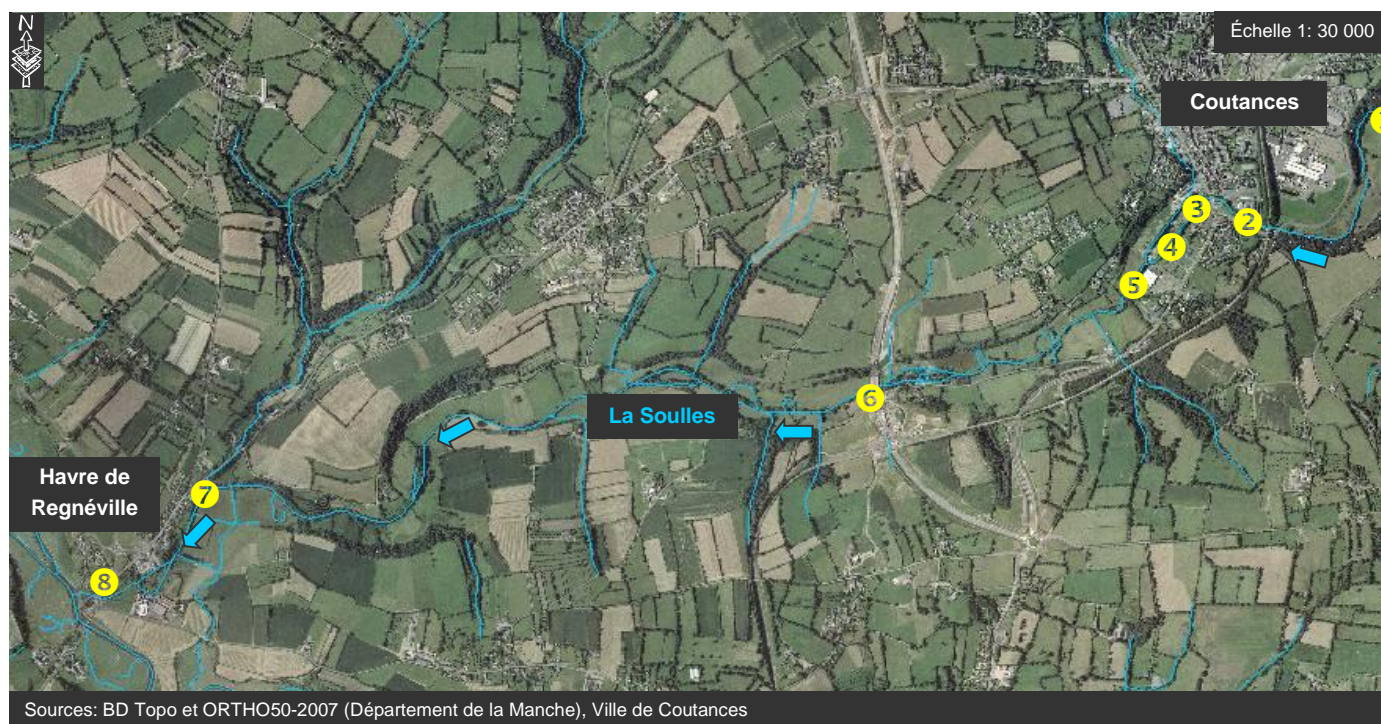 N
Échelle 1: 30 000
Coutances
3
2
4
5
6
La Soulles
Havre de
Regnéville
7
8
Sources: BD Topo et ORTHO50-2007 (Département de la Manche), Ville de Coutances